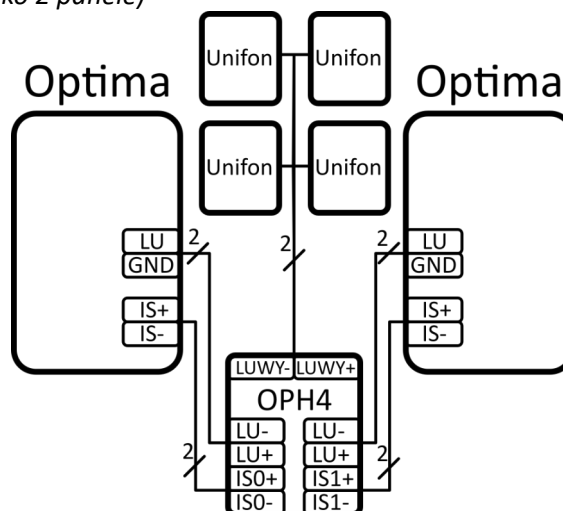 ko 2 panele)
Unifon Unifon
Optima Optima
Unifon Unifon
LU 2 2 2 LU
GND GND
IS+ IS+
IS- IS-
LUWY- LUWY+
OPH4
LU- LU-
2 LU+ LU+ 2
IS0+ IS1+
IS0- IS1-